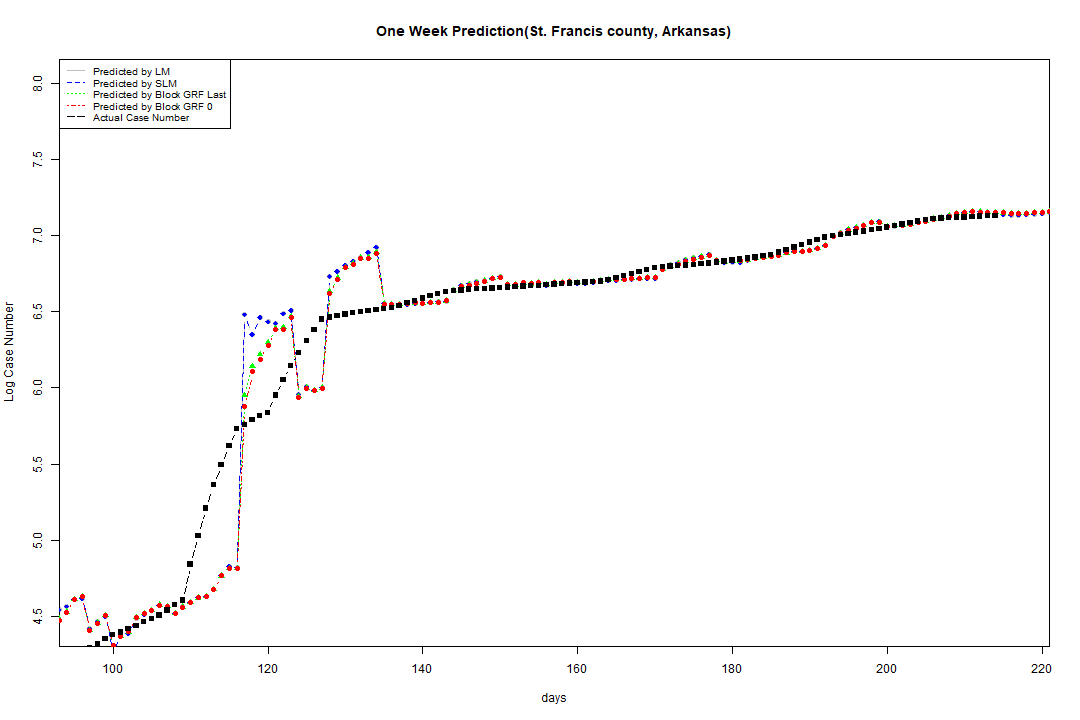 One Week Prediction(St. Francis county, Arkansas)
Predicted by LM
Predicted by SLM
Predicted by Block GRF Last
Predicted by Block GRF 0
Actual Case Number
8.0
7.5
7.0
6.5
6.0
5.5
5.0
4.5
Log Case Number
100 120 140 160 180 200 220
days